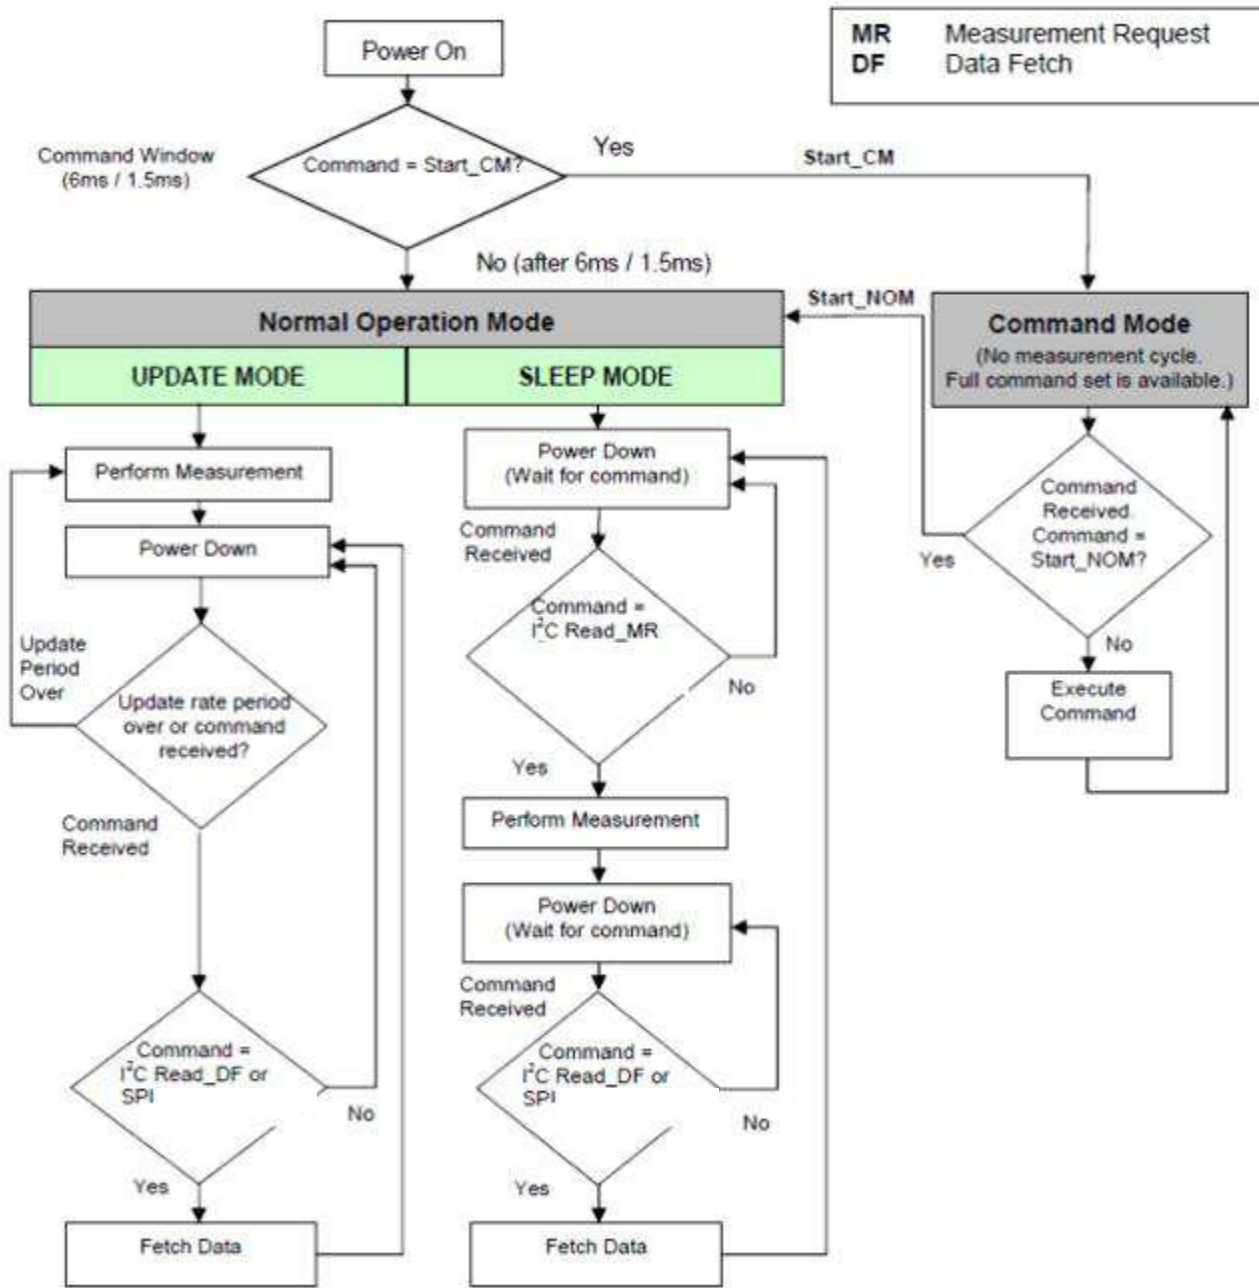 Power On
MR Measurement Request
DF Data Fetch
Command Window
(6ms / 1.5ms)
Command = Start_CM?
Yes
Start_CM
No (after 6ms / 1.5ms)
Normal Operation Mode
UPDATE MODE
SLEEP MODE
Start_NOM
Command Mode
(No measurement cycle.
Full command set is available.)
Perform Measurement
Power Down
Update
Period
Over
Update rate period
over or command
received?
Command
Received
Command =
I²C Read_DF or
SPI
No
Yes
Fetch Data
Power Down
(Wait for command)
Command
Received
Command =
I²C Read_MR
No
Yes
Perform Measurement
Power Down
(Wait for command)
Command
Received
Command =
I²C Read_DF or
SPI
No
Yes
Fetch Data
Command
Received.
Command =
Start_NOM?
Yes
No
Execute
Command